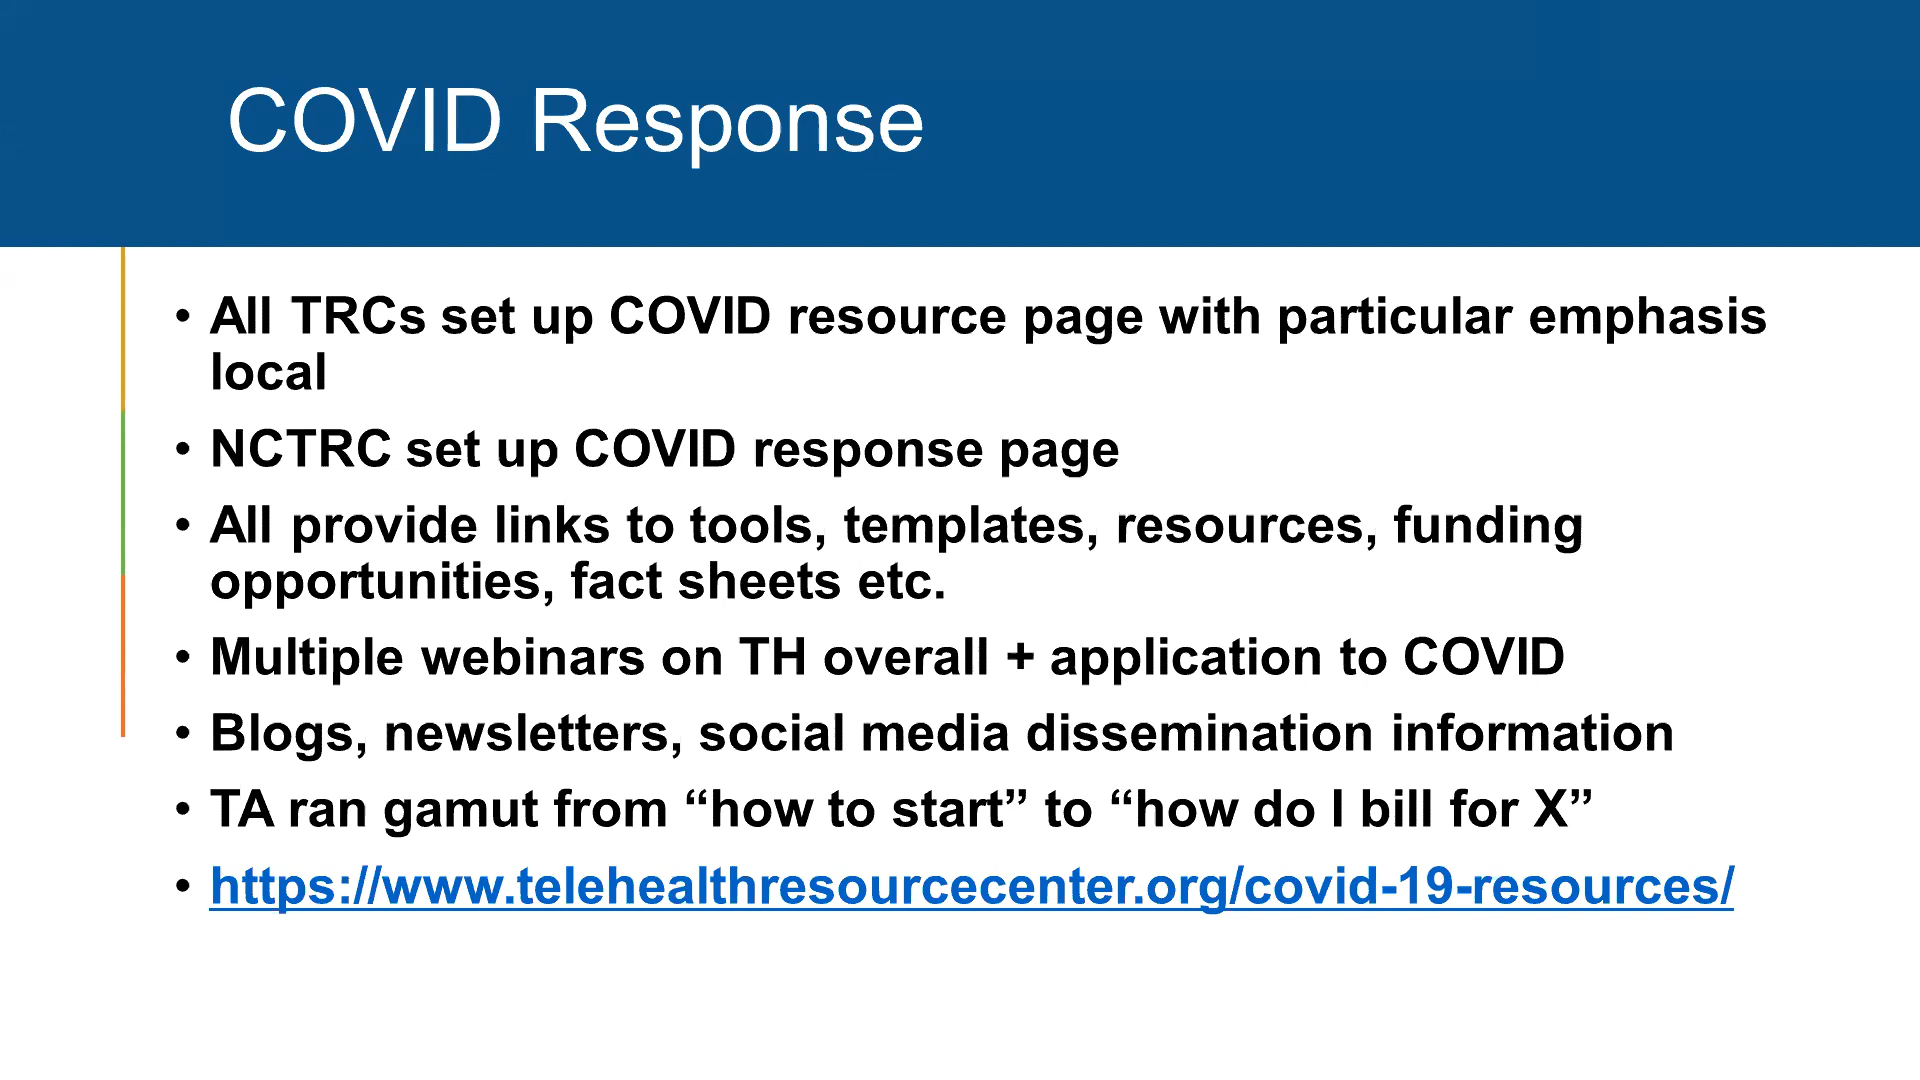 COVID Response
• All TRCs set up COVID resource page with particular emphasis
local
• NCTRC set up COVID response page
• All provide links to tools, templates, resources, funding
opportunities, fact sheets etc.
• Multiple webinars on TH overall + application to COVID
• Blogs, newsletters, social media dissemination information
• TA ran gamut from “how to start” to “how do I bill for X”
• https://www.telehealthresourcecenter.org/covid-19-resources/